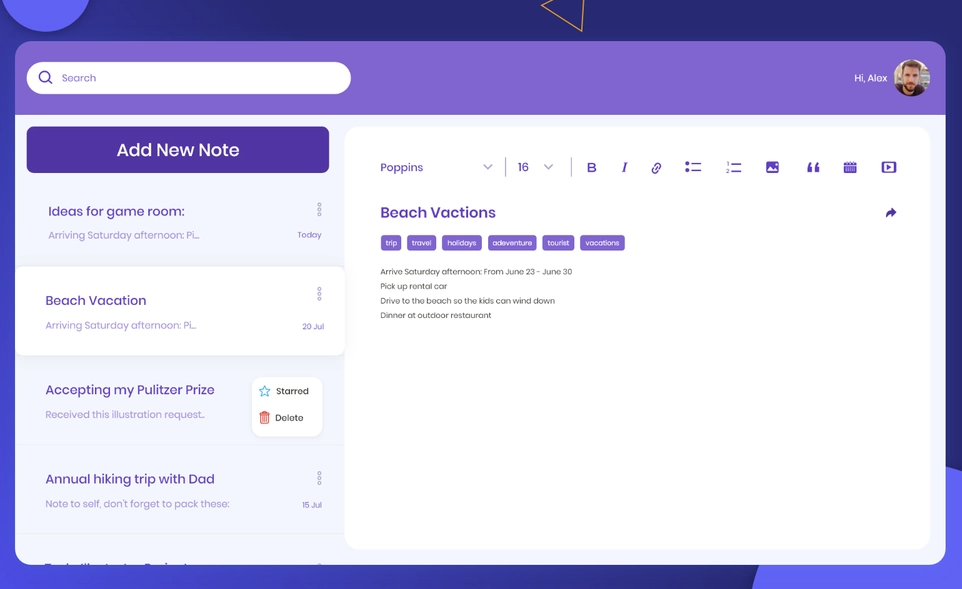 Search
Hi, Alax
Add New Note
Ideas for game room:
Arriving Saturday afternoon: Pi...
Today
Beach Vacation
Arriving Saturday afternoon: Pi...
20 Jul
Accepting my Pulitzer Prize
Received this illustration request..
Starred
Delete
Annual hiking trip with Dad
Note to self, don't forget to pack these:
15 Jul
Poppins
16
B
I
Beach Vactions
trip
travel
holidays
adeventure
tourist
vacations
Arrive Saturday afternoon: From June 23 - June 30
Pick up rental car
Drive to the beach so the kids can wind down
Dinner at outdoor restaurant